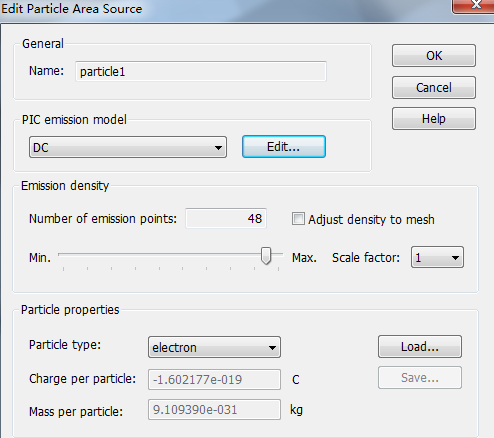 Edit Particle Area Source
General
Name: particle1
OK
Cancel
Help
PIC emission model
DC Edit...
Emission density
Number of emission points: 48 Adjust density to mesh
Min. Max. Scale factor: 1
Particle properties
Particle type: electron Load...
Charge per particle: -1.602177e-019 C Save...
Mass per particle: 9.109390e-031 kg